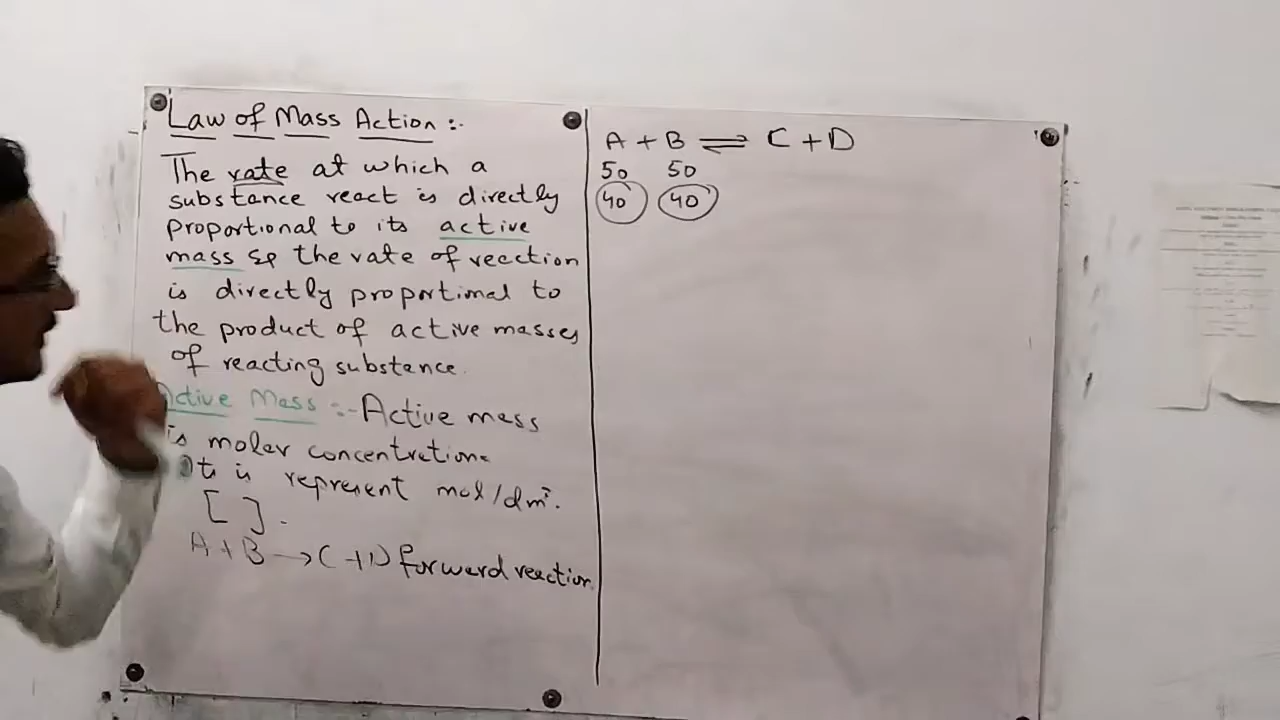 Law of Mass Action :-
The rate at which a
substance react is directly
proportional to its active
mass & the rate of reaction
is directly proportional to
the product of active masses
of reacting substance.
Active Mass :- Active mass
is molar concentration.
It is represent mol/dm³.
[ ].
A + B → C + D forward reaction.
A + B ⇌ C + D
50 50
40 40